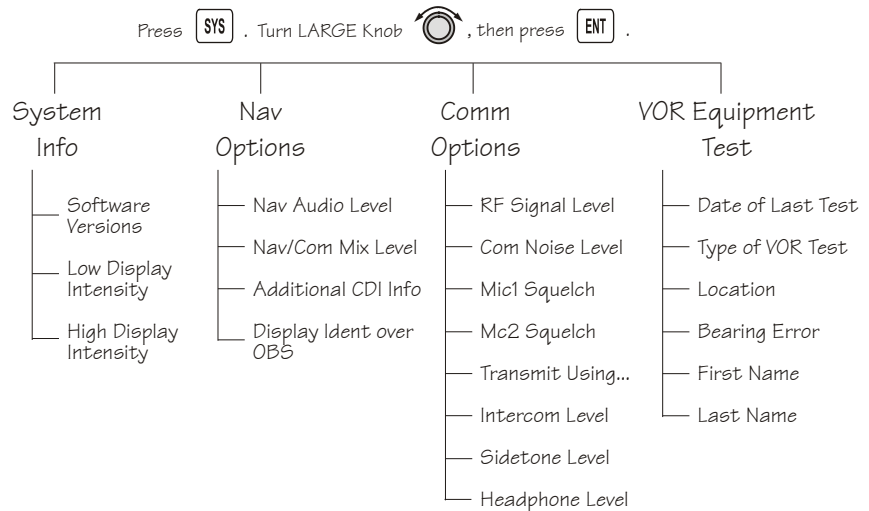 Press SYS . Turn LARGE Knob , then press ENT .
System
Info
Software
Versions
Low Display
Intensity
High Display
Intensity
Nav
Options
Nav Audio Level
Nav/Com Mix Level
Additional CDI Info
Display Ident over
OBS
Comm
Options
RF Signal Level
Com Noise Level
Mic1 Squelch
Mc2 Squelch
Transmit Using...
Intercom Level
Sidetone Level
Headphone Level
VOR Equipment
Test
Date of Last Test
Type of VOR Test
Location
Bearing Error
First Name
Last Name